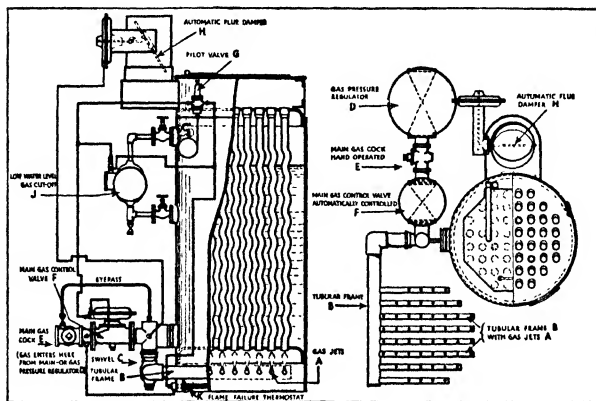 AUTOMATIC FLUE DAMPER
H
PILOT VALVE
G
LOW WATER LEVEL
GAS CUT-OFF
J
MAIN GAS CONTROL
VALVE F
BYEPASS
MAIN GAS
COCK E
(GAS ENTERS HERE
FROM MAIN OR GAS
PRESSURE REGULATOR D)
SWIVEL C
TUBULAR
FRAME B
K FLAME FAILURE THERMOSTAT
GAS JETS
A
GAS PRESSURE
REGULATOR
D
MAIN GAS COCK
HAND OPERATED
E
MAIN GAS CONTROL VALVE
AUTOMATICALLY CONTROLLED
F
AUTOMATIC FLUE
DAMPER H
TUBULAR FRAME
B
TUBULAR FRAME B
WITH GAS JETS A